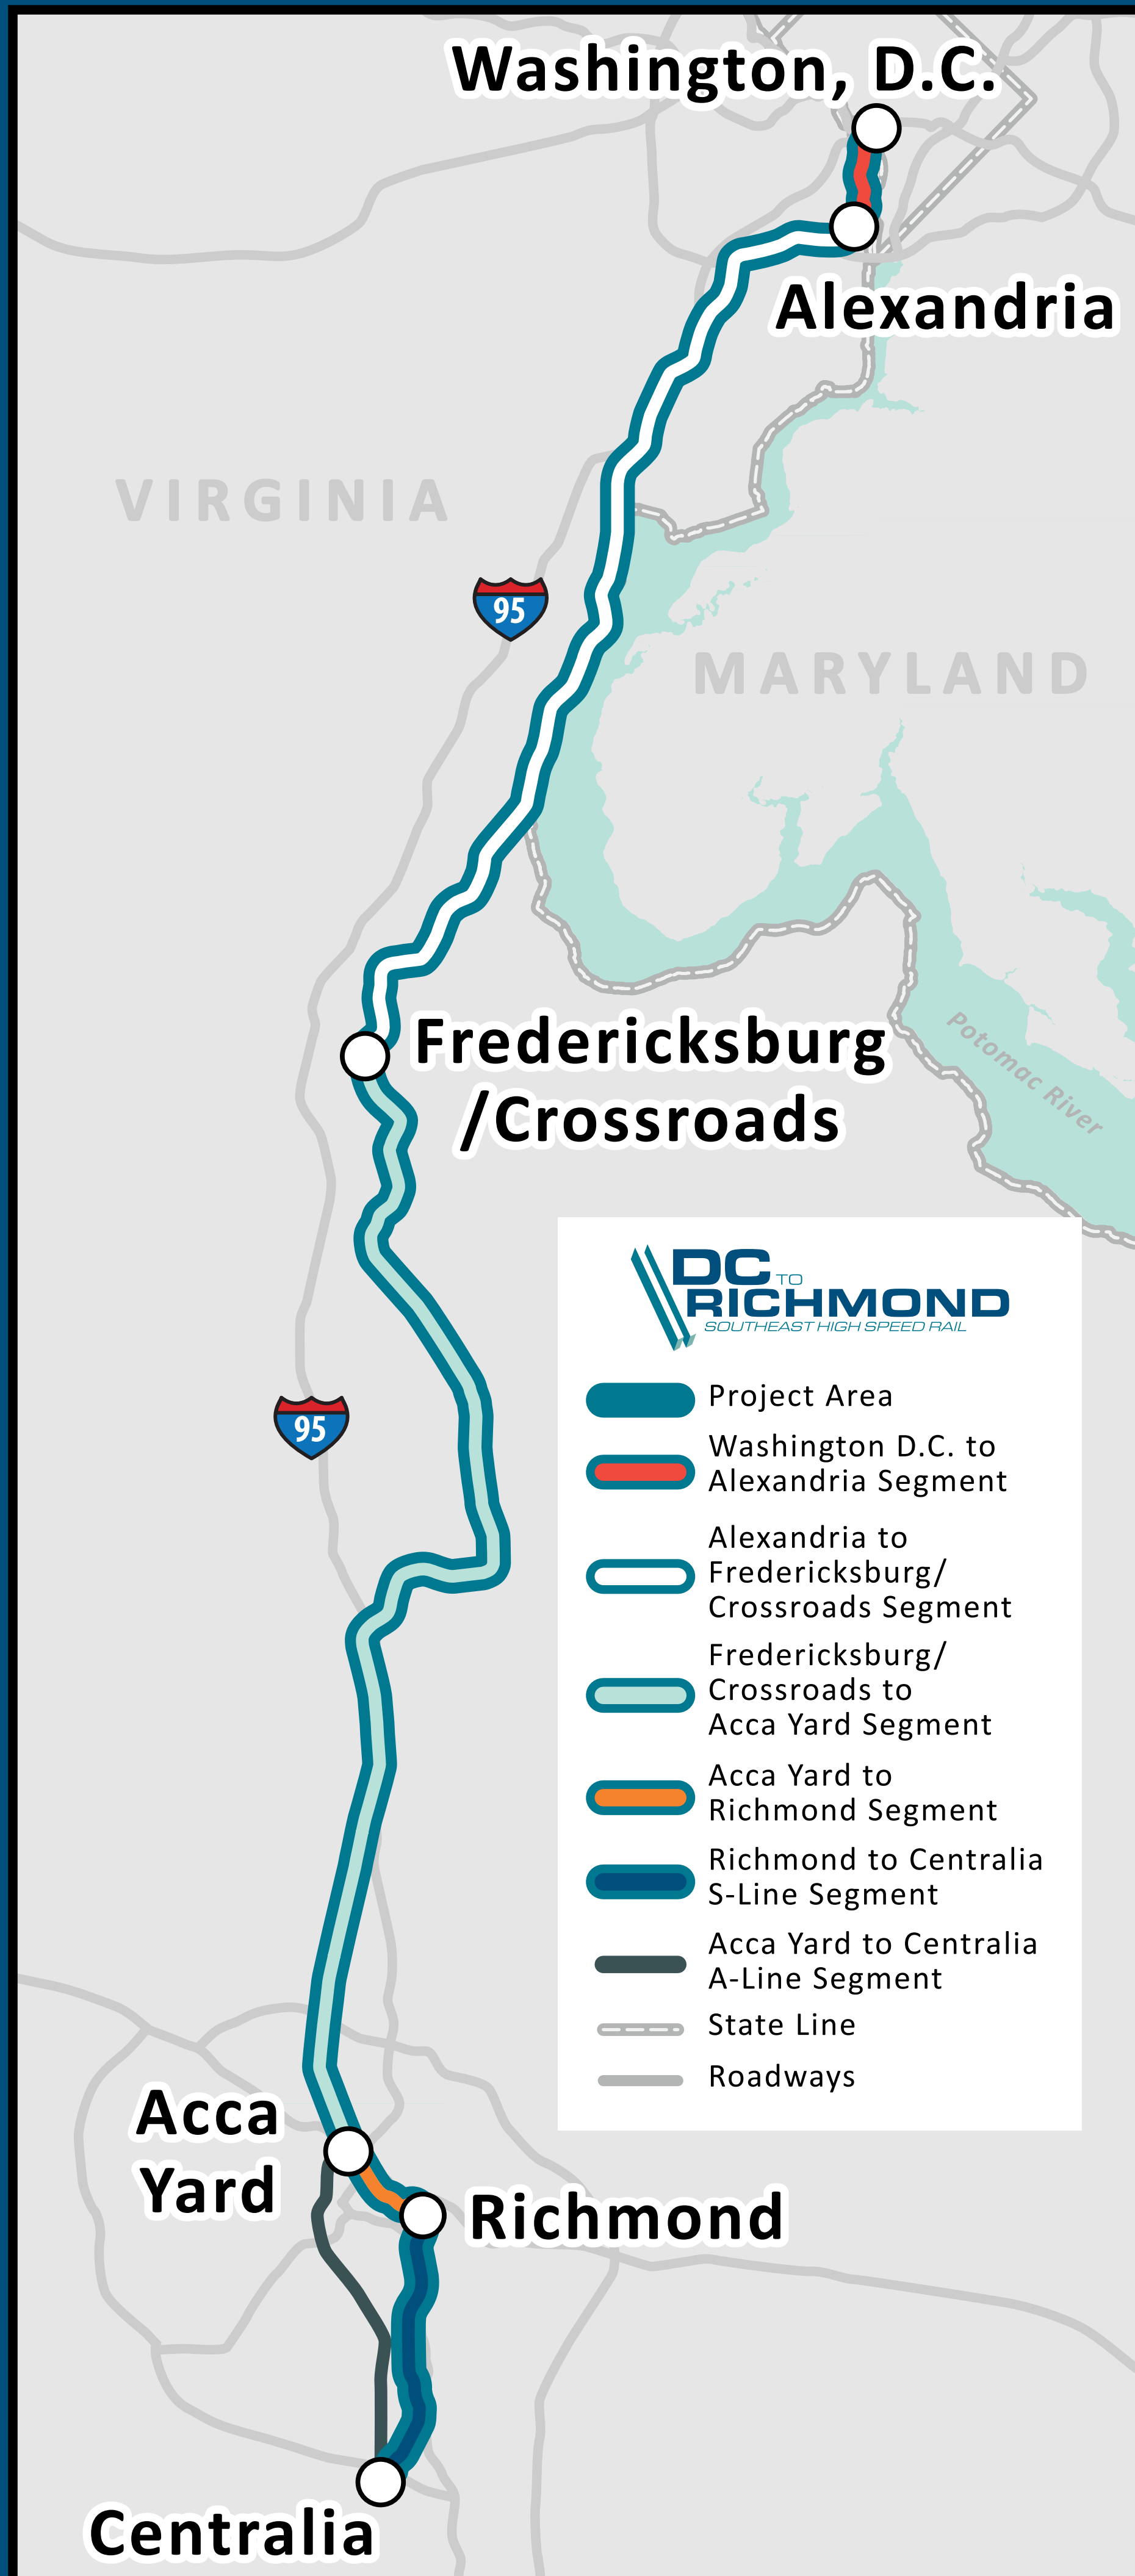 Washington, D.C.
Alexandria
VIRGINIA
95
MARYLAND
Potomac River
Fredericksburg
/Crossroads
95
DC TO
RICHMOND
SOUTHEAST HIGH SPEED RAIL
Project Area
Washington D.C. to
Alexandria Segment
Alexandria to
Fredericksburg/
Crossroads Segment
Fredericksburg/
Crossroads to
Acca Yard Segment
Acca Yard to
Richmond Segment
Richmond to Centralia
S-Line Segment
Acca Yard to Centralia
A-Line Segment
State Line
Roadways
Acca
Yard
Richmond
Centralia